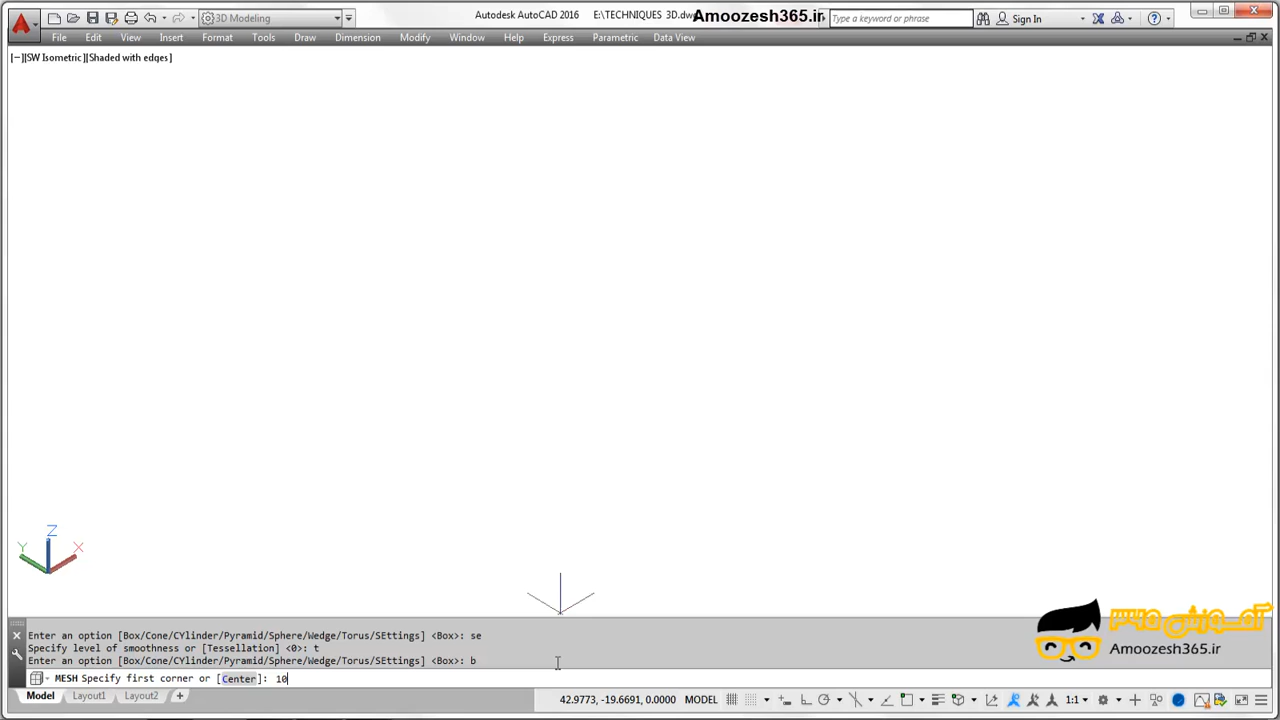 3D Modeling
Autodesk AutoCAD 2016 E:\TECHNIQUES 3D.dw
Amoozesh365.ir
Type a keyword or phrase
Sign In
File Edit View Insert Format Tools Draw Dimension Modify Window Help Express Parametric Data View
[−][SW Isometric][Shaded with edges]
Z
Y X
Enter an option [Box/Cone/CYlinder/Pyramid/Sphere/Wedge/Torus/SEttings] <Box>: se
Specify level of smoothness or [Tessellation] <0>: t
Enter an option [Box/Cone/CYlinder/Pyramid/Sphere/Wedge/Torus/SEttings] <Box>: b
MESH Specify first corner or [Center]: 10
آموزش ۳۶۵
Amoozesh365.ir
Model Layout1 Layout2 +
42.9773, -19.6691, 0.0000 MODEL
1:1